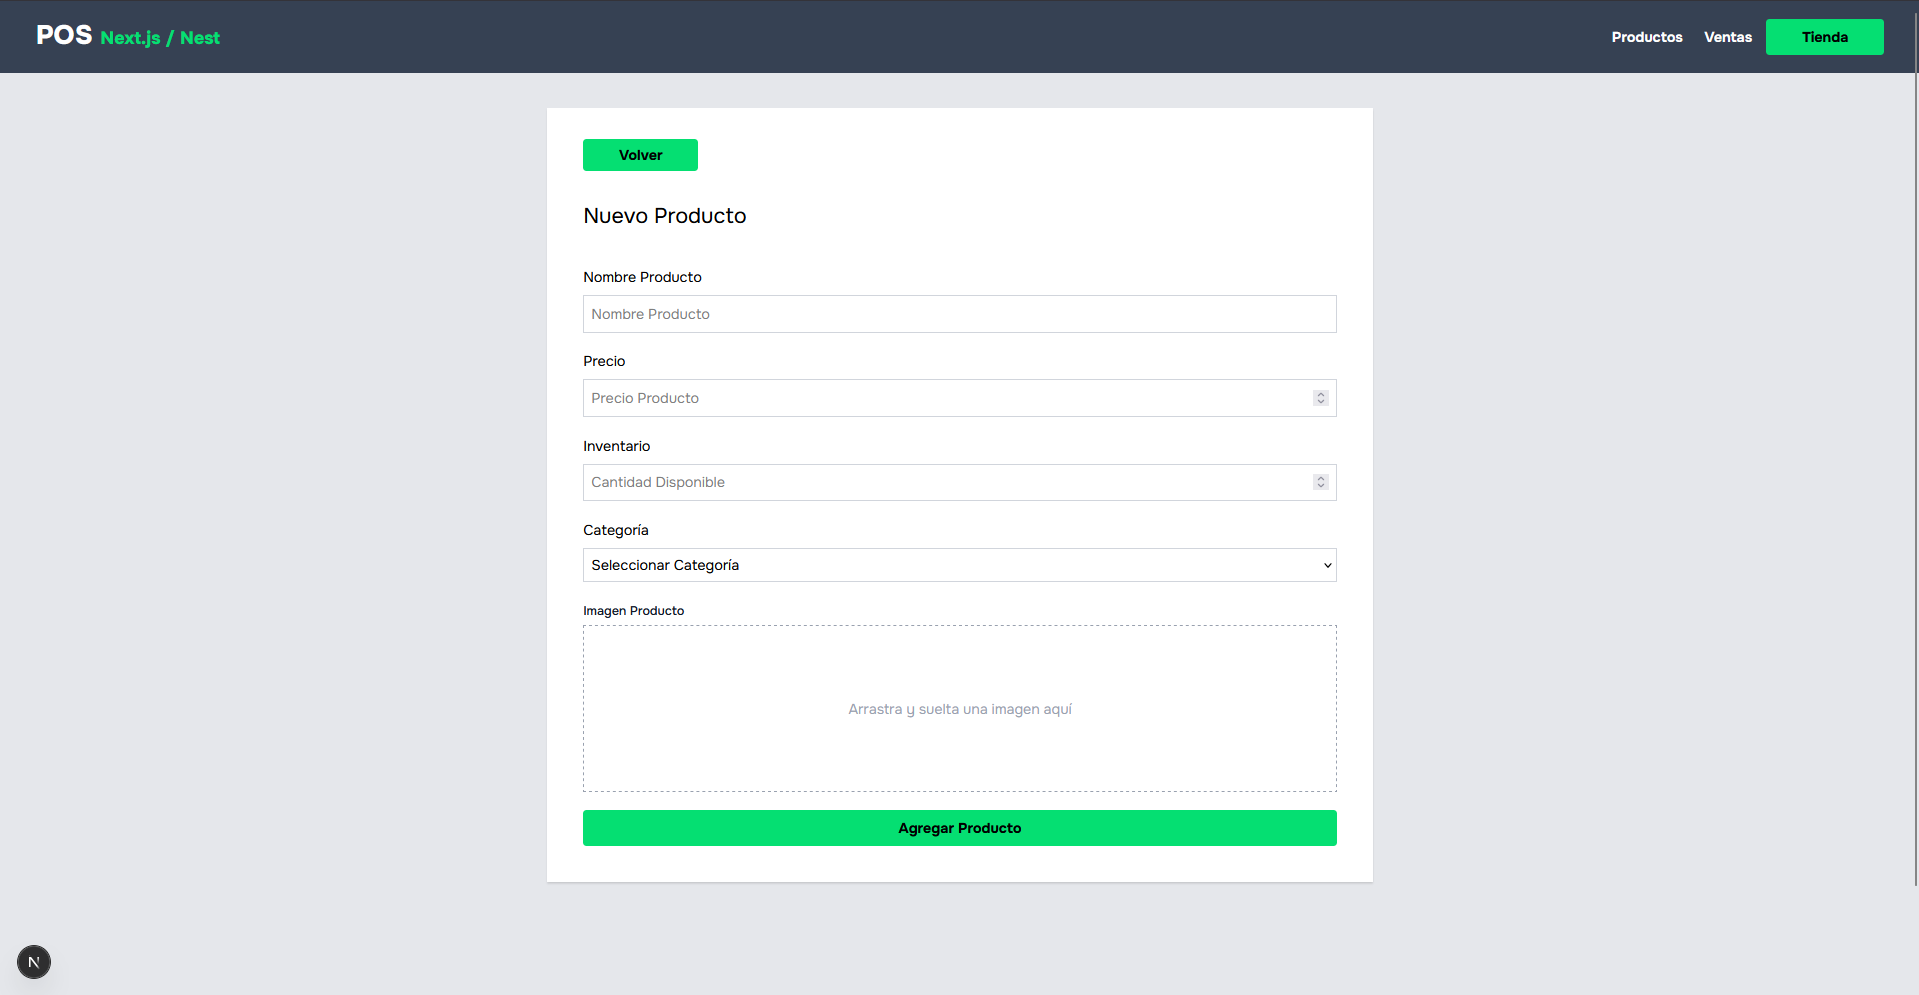 POS Next.js / Nest
Productos Ventas Tienda
Volver
Nuevo Producto
Nombre Producto
Nombre Producto
Precio
Precio Producto
Inventario
Cantidad Disponible
Categoría
Seleccionar Categoría
Imagen Producto
Arrastra y suelta una imagen aquí
Agregar Producto
N